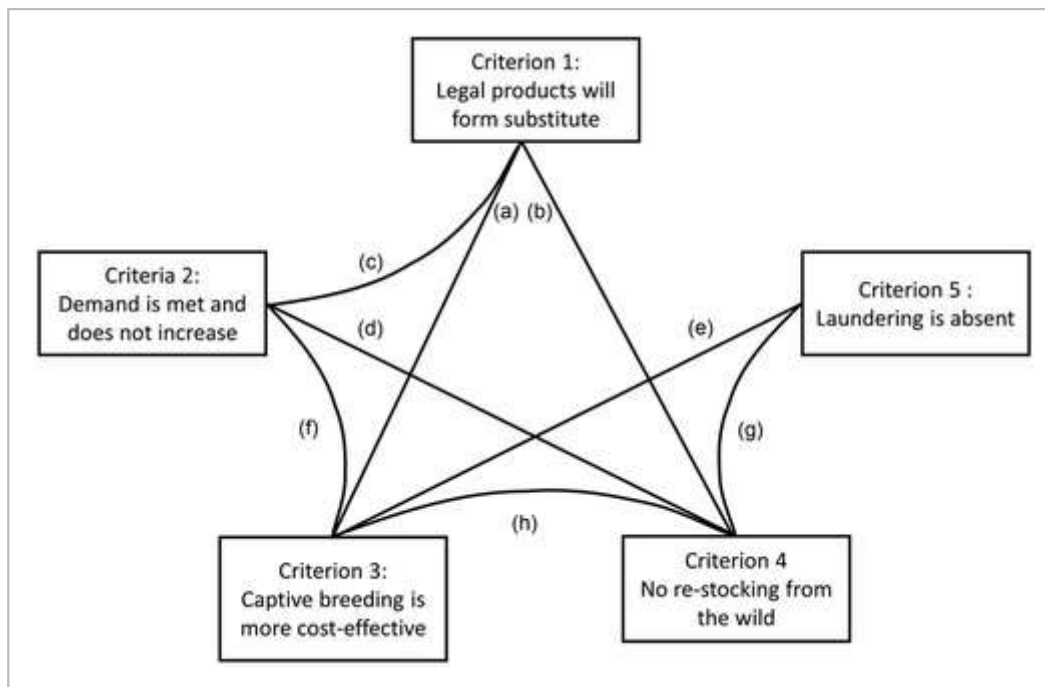 Criterion 1:
Legal products will
form substitute
(a) (b)
(c)
Criteria 2:
Demand is met and
does not increase
Criterion 5 :
Laundering is absent
(d)
(e)
(f)
(g)
(h)
Criterion 3:
Captive breeding is
more cost-effective
Criterion 4
No re-stocking from
the wild